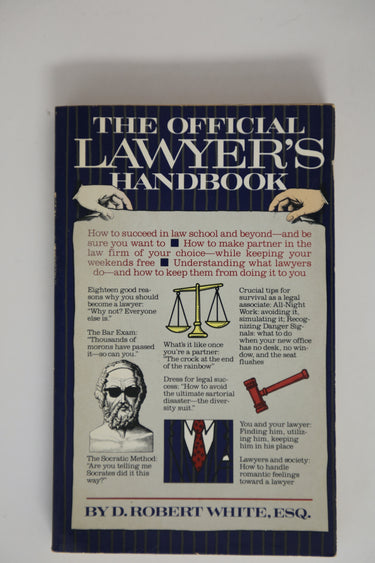 THE OFFICIAL
LAWYER'S
HANDBOOK
How to succeed in law school and beyond—and be
sure you want to ■ How to make partner in the
law firm of your choice—while keeping your
weekends free ■ Understanding what lawyers
do—and how to keep them from doing it to you
Eighteen good rea-
sons why you should
become a lawyer:
"Why not? Everyone
else is."
The Bar Exam:
"Thousands of
morons have passed
it—so can you."
The Socratic Method:
"Are you telling me
Socrates did it this
way?"
What's it like once
you're a partner:
"The crock at the end
of the rainbow"
Dress for legal suc-
cess: "How to avoid
the ultimate sartorial
disaster—the diver-
sity suit."
Crucial tips for
survival as a legal
associate: All-Night
Work: avoiding it,
simulating it; Recog-
nizing Danger Sig-
nals: what to do
when your new office
has no desk, no win-
dow, and the seat
flushes
You and your lawyer:
Finding him, utiliz-
ing him, keeping
him in his place
Lawyers and society:
How to handle
romantic feelings
toward a lawyer
BY D. ROBERT WHITE, ESQ.